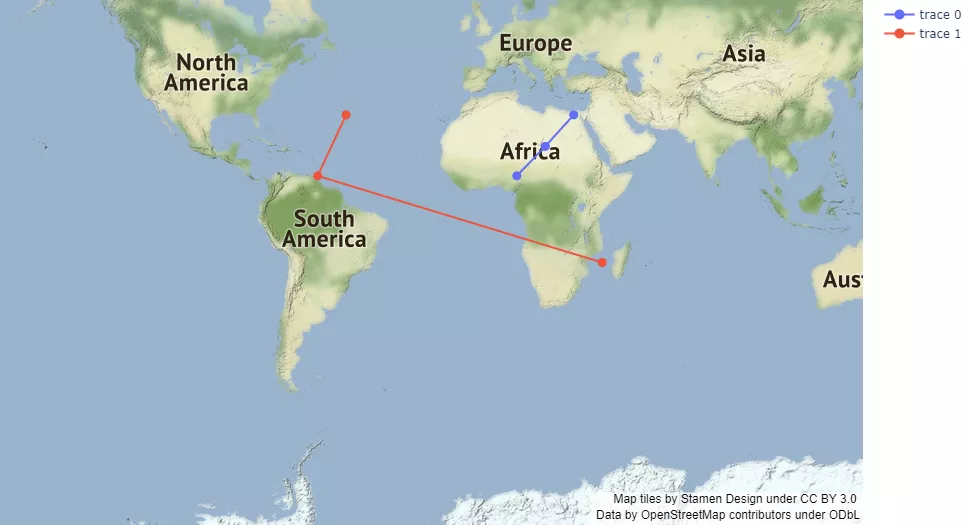 trace 0
trace 1
North
America
Europe
Asia
Africa
South
America
Aus
Map tiles by Stamen Design under CC BY 3.0
Data by OpenStreetMap contributors under ODbL